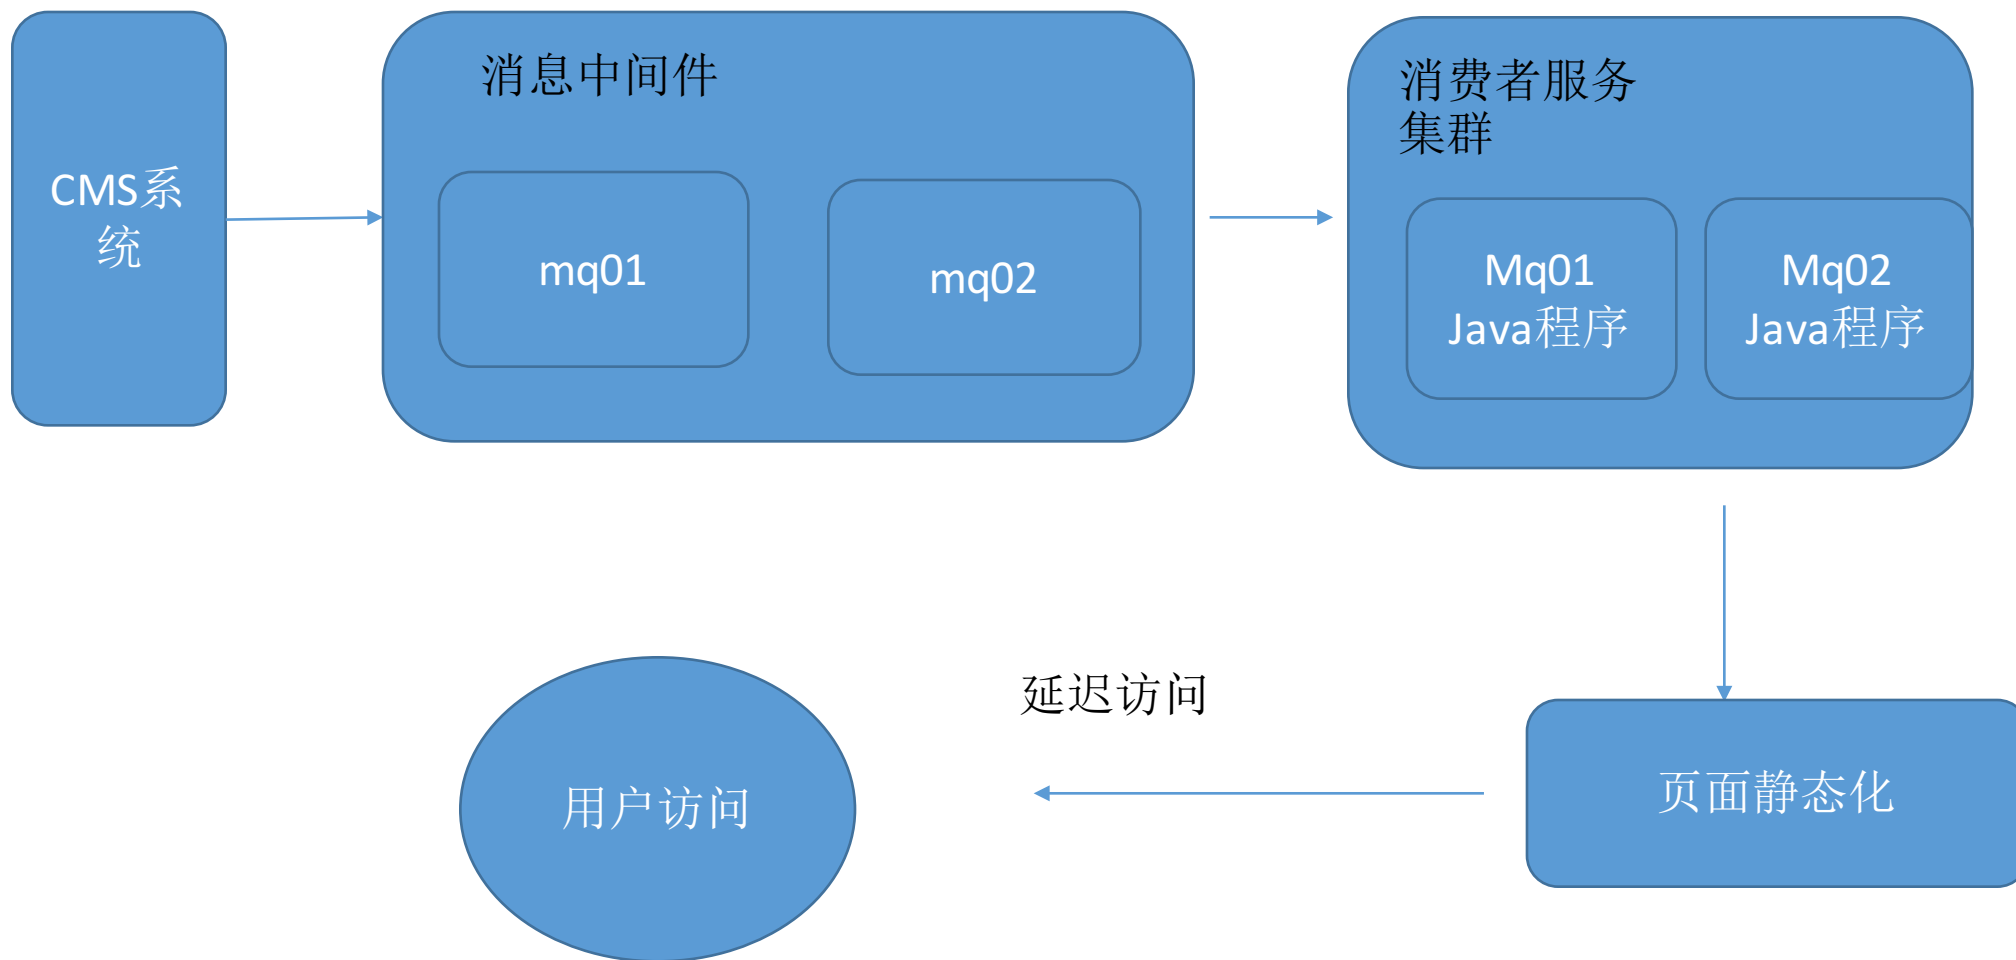 CMS系
统
消息中间件
mq01
mq02
消费者服务
集群
Mq01
Java程序
Mq02
Java程序
延迟访问
用户访问
页面静态化